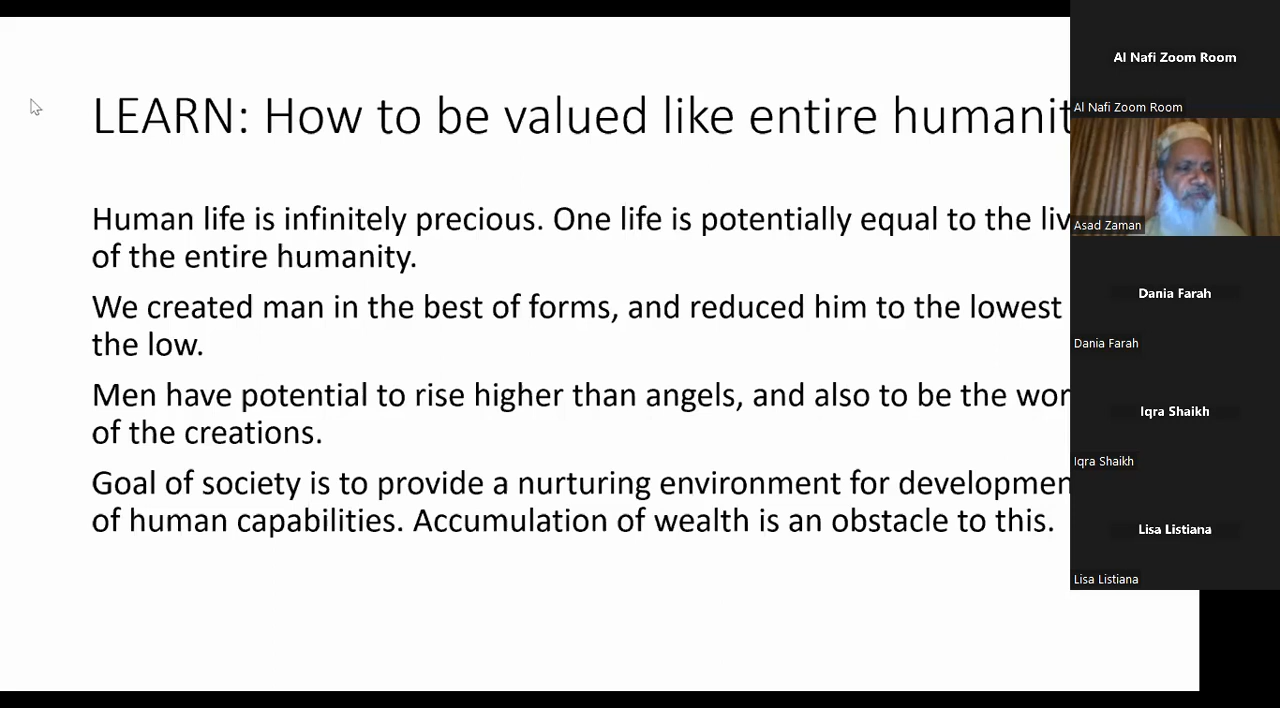 LEARN: How to be valued like entire
Human life is infinitely precious. One life is potentially equal to the
of the entire humanity.
We created man in the best of forms, and reduced him to the lowest
the low.
Men have potential to rise higher than angels, and also to be the
of the creations.
Goal of society is to provide a nurturing environment for
of human capabilities. Accumulation of wealth is an obstacle to this.
Al Nafi Zoom Room
Al Nafi Zoom Room
Asad Zaman
Dania Farah
Dania Farah
Iqra Shaikh
Iqra Shaikh
Lisa Listiana
Lisa Listiana